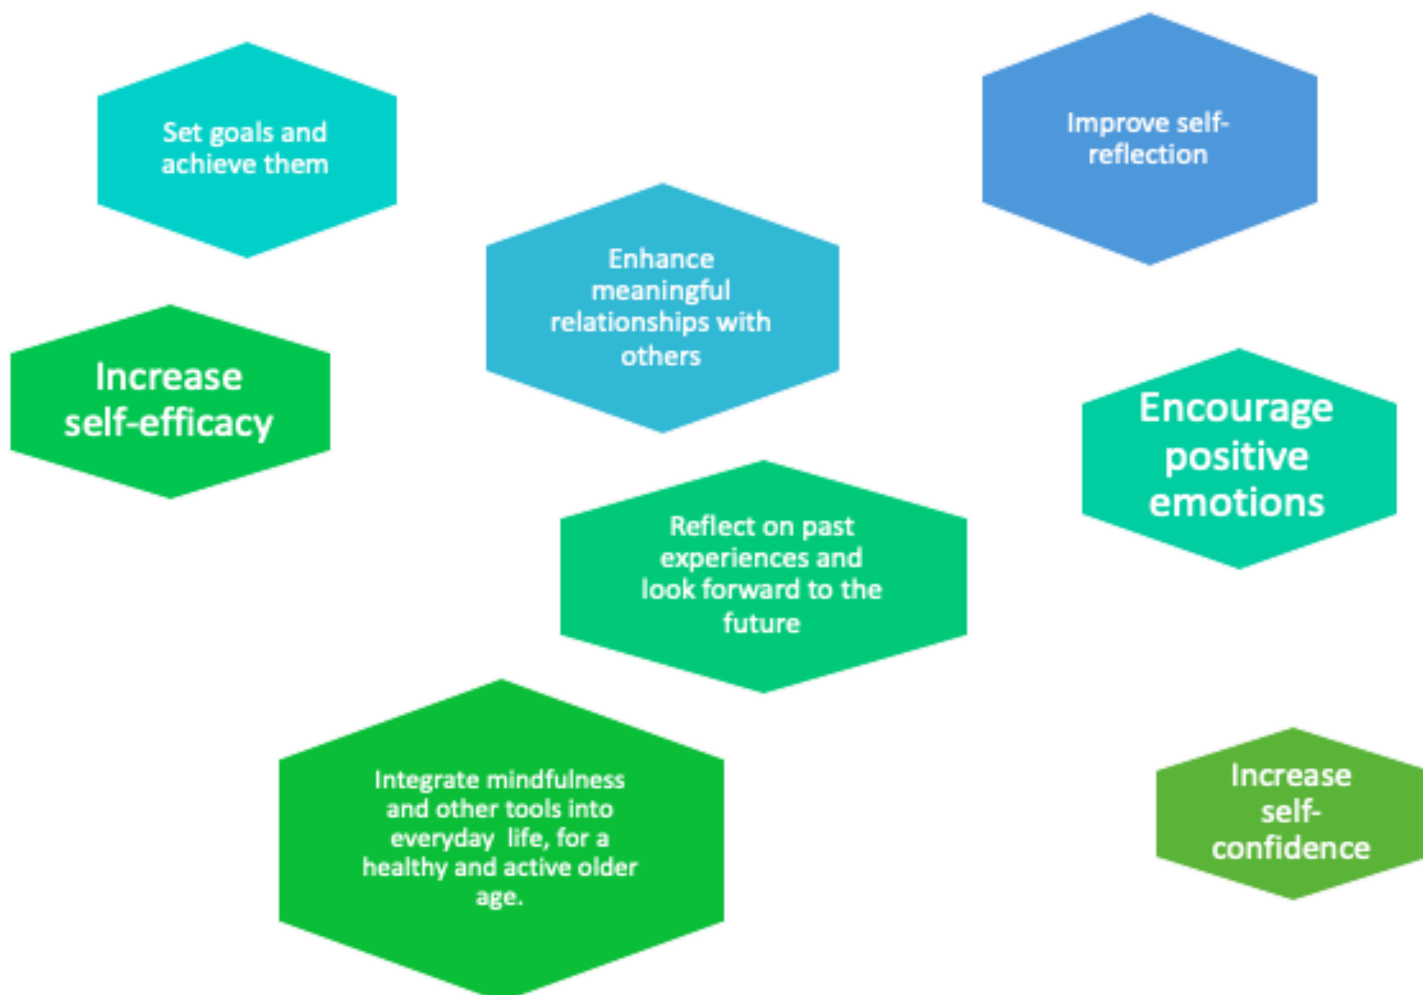 Set goals and
achieve them
Improve self-
reflection
Enhance
meaningful
relationships with
others
Increase
self-efficacy
Encourage
positive
emotions
Reflect on past
experiences and
look forward to the
future
Integrate mindfulness
and other tools into
everyday  life, for a
healthy and active older
age.
Increase
self-
confidence